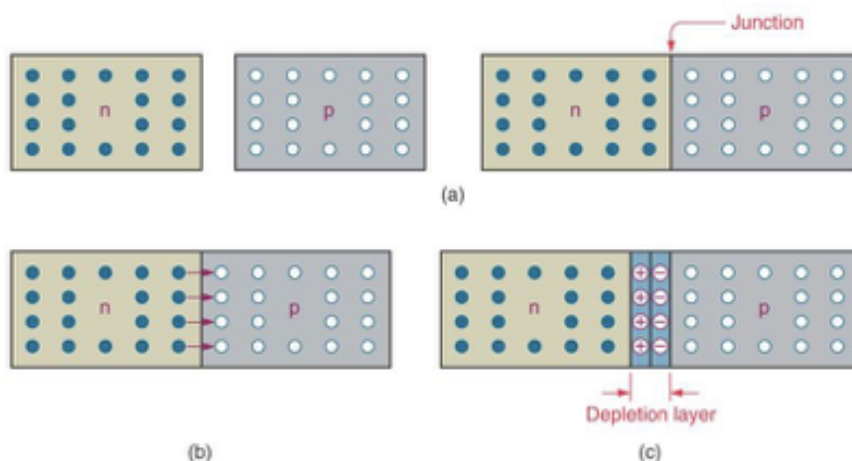 Junction
n
p
n
p
(a)
n
p
n
+ −
+ −
+ −
+ −
p
Depletion layer
(b)
(c)